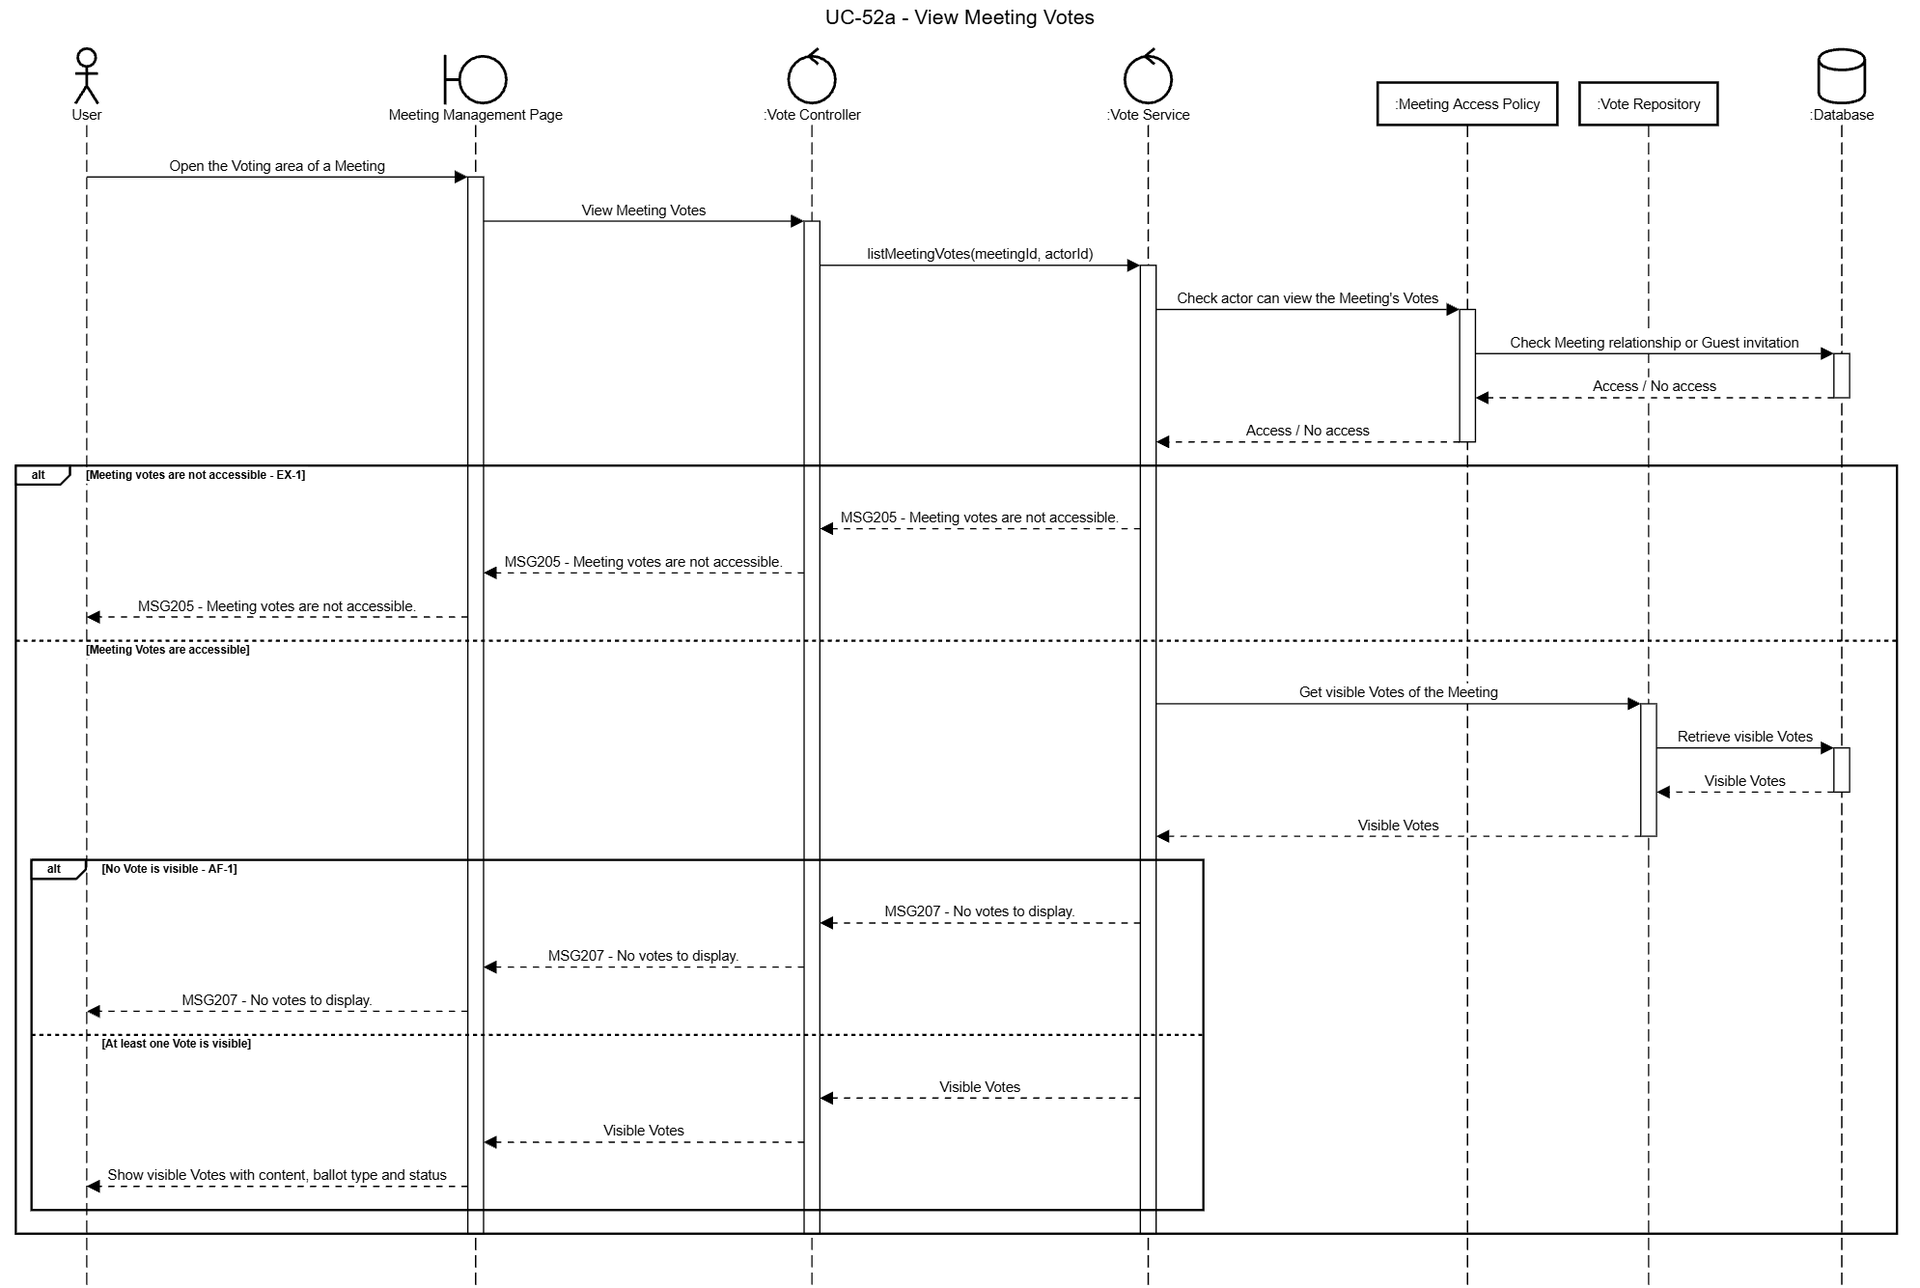 UC-52a - View Meeting Votes
User
Meeting Management Page
:Vote Controller
:Vote Service
:Meeting Access Policy
:Vote Repository
:Database
Open the Voting area of a Meeting
View Meeting Votes
listMeetingVotes(meetingId, actorId)
Check actor can view the Meeting's Votes
Check Meeting relationship or Guest invitation
Access / No access
Access / No access
alt
[Meeting votes are not accessible - EX-1]
MSG205 - Meeting votes are not accessible.
MSG205 - Meeting votes are not accessible.
MSG205 - Meeting votes are not accessible.
[Meeting Votes are accessible]
Get visible Votes of the Meeting
Retrieve visible Votes
Visible Votes
Visible Votes
alt
[No Vote is visible - AF-1]
MSG207 - No votes to display.
MSG207 - No votes to display.
MSG207 - No votes to display.
[At least one Vote is visible]
Visible Votes
Visible Votes
Show visible Votes with content, ballot type and status